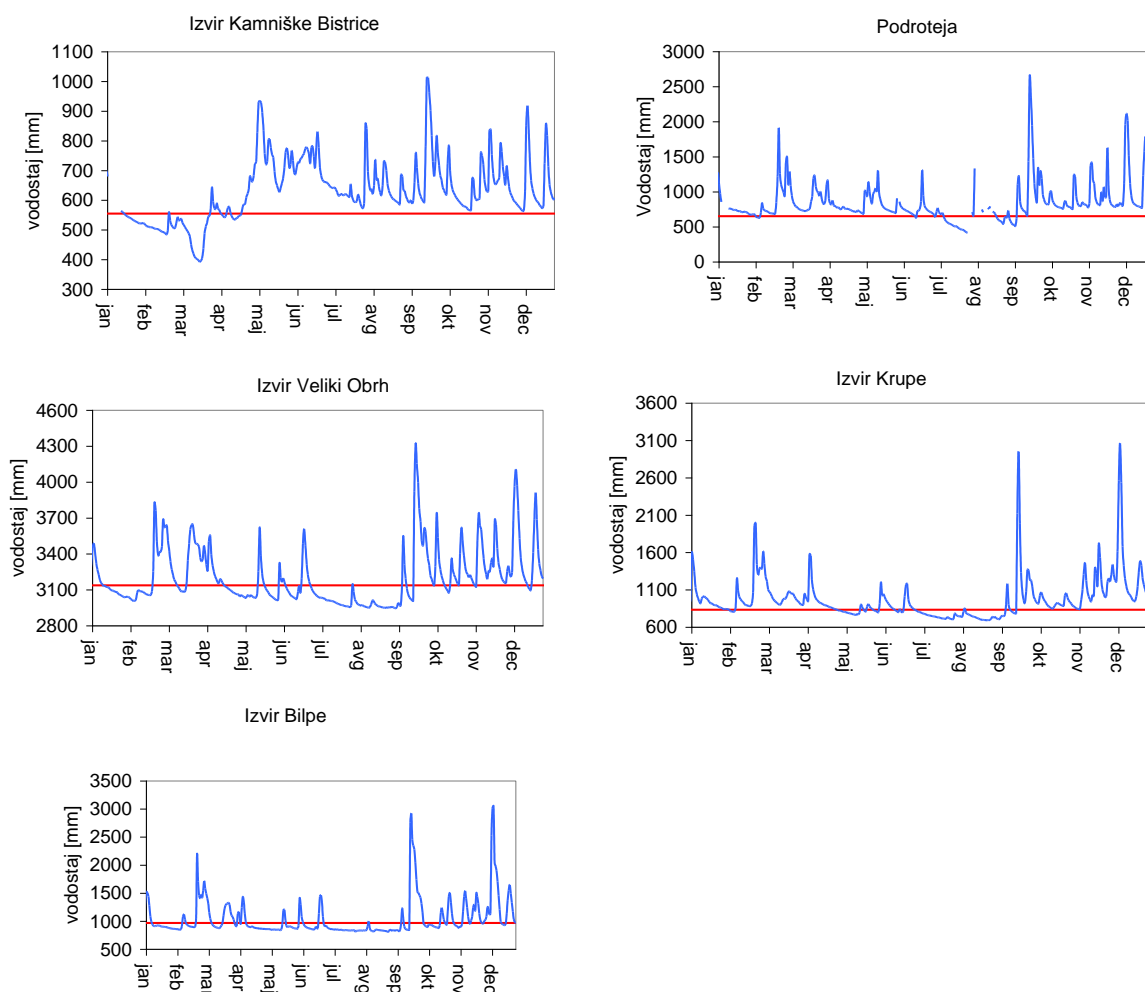 Izvir Kamniške Bistrice
vodostaj [mm]
1100
1000
900
800
700
600
500
400
300
jan
feb
mar
apr
maj
jun
jul
avg
sep
okt
nov
dec
Podroteja
Vodostaj [mm]
3000
2500
2000
1500
1000
500
0
jan
feb
mar
apr
maj
jun
jul
avg
sep
okt
nov
dec
Izvir Veliki Obrh
vodostaj [mm]
4600
4300
4000
3700
3400
3100
2800
jan
feb
mar
apr
maj
jun
jul
avg
sep
okt
nov
dec
Izvir Krupe
vodostaj [mm]
3600
3100
2600
2100
1600
1100
600
jan
feb
mar
apr
maj
jun
jul
avg
sep
okt
nov
dec
Izvir Bilpe
vodostaj [mm]
3500
3000
2500
2000
1500
1000
500
jan
feb
mar
apr
maj
jun
jul
avg
sep
okt
nov
dec